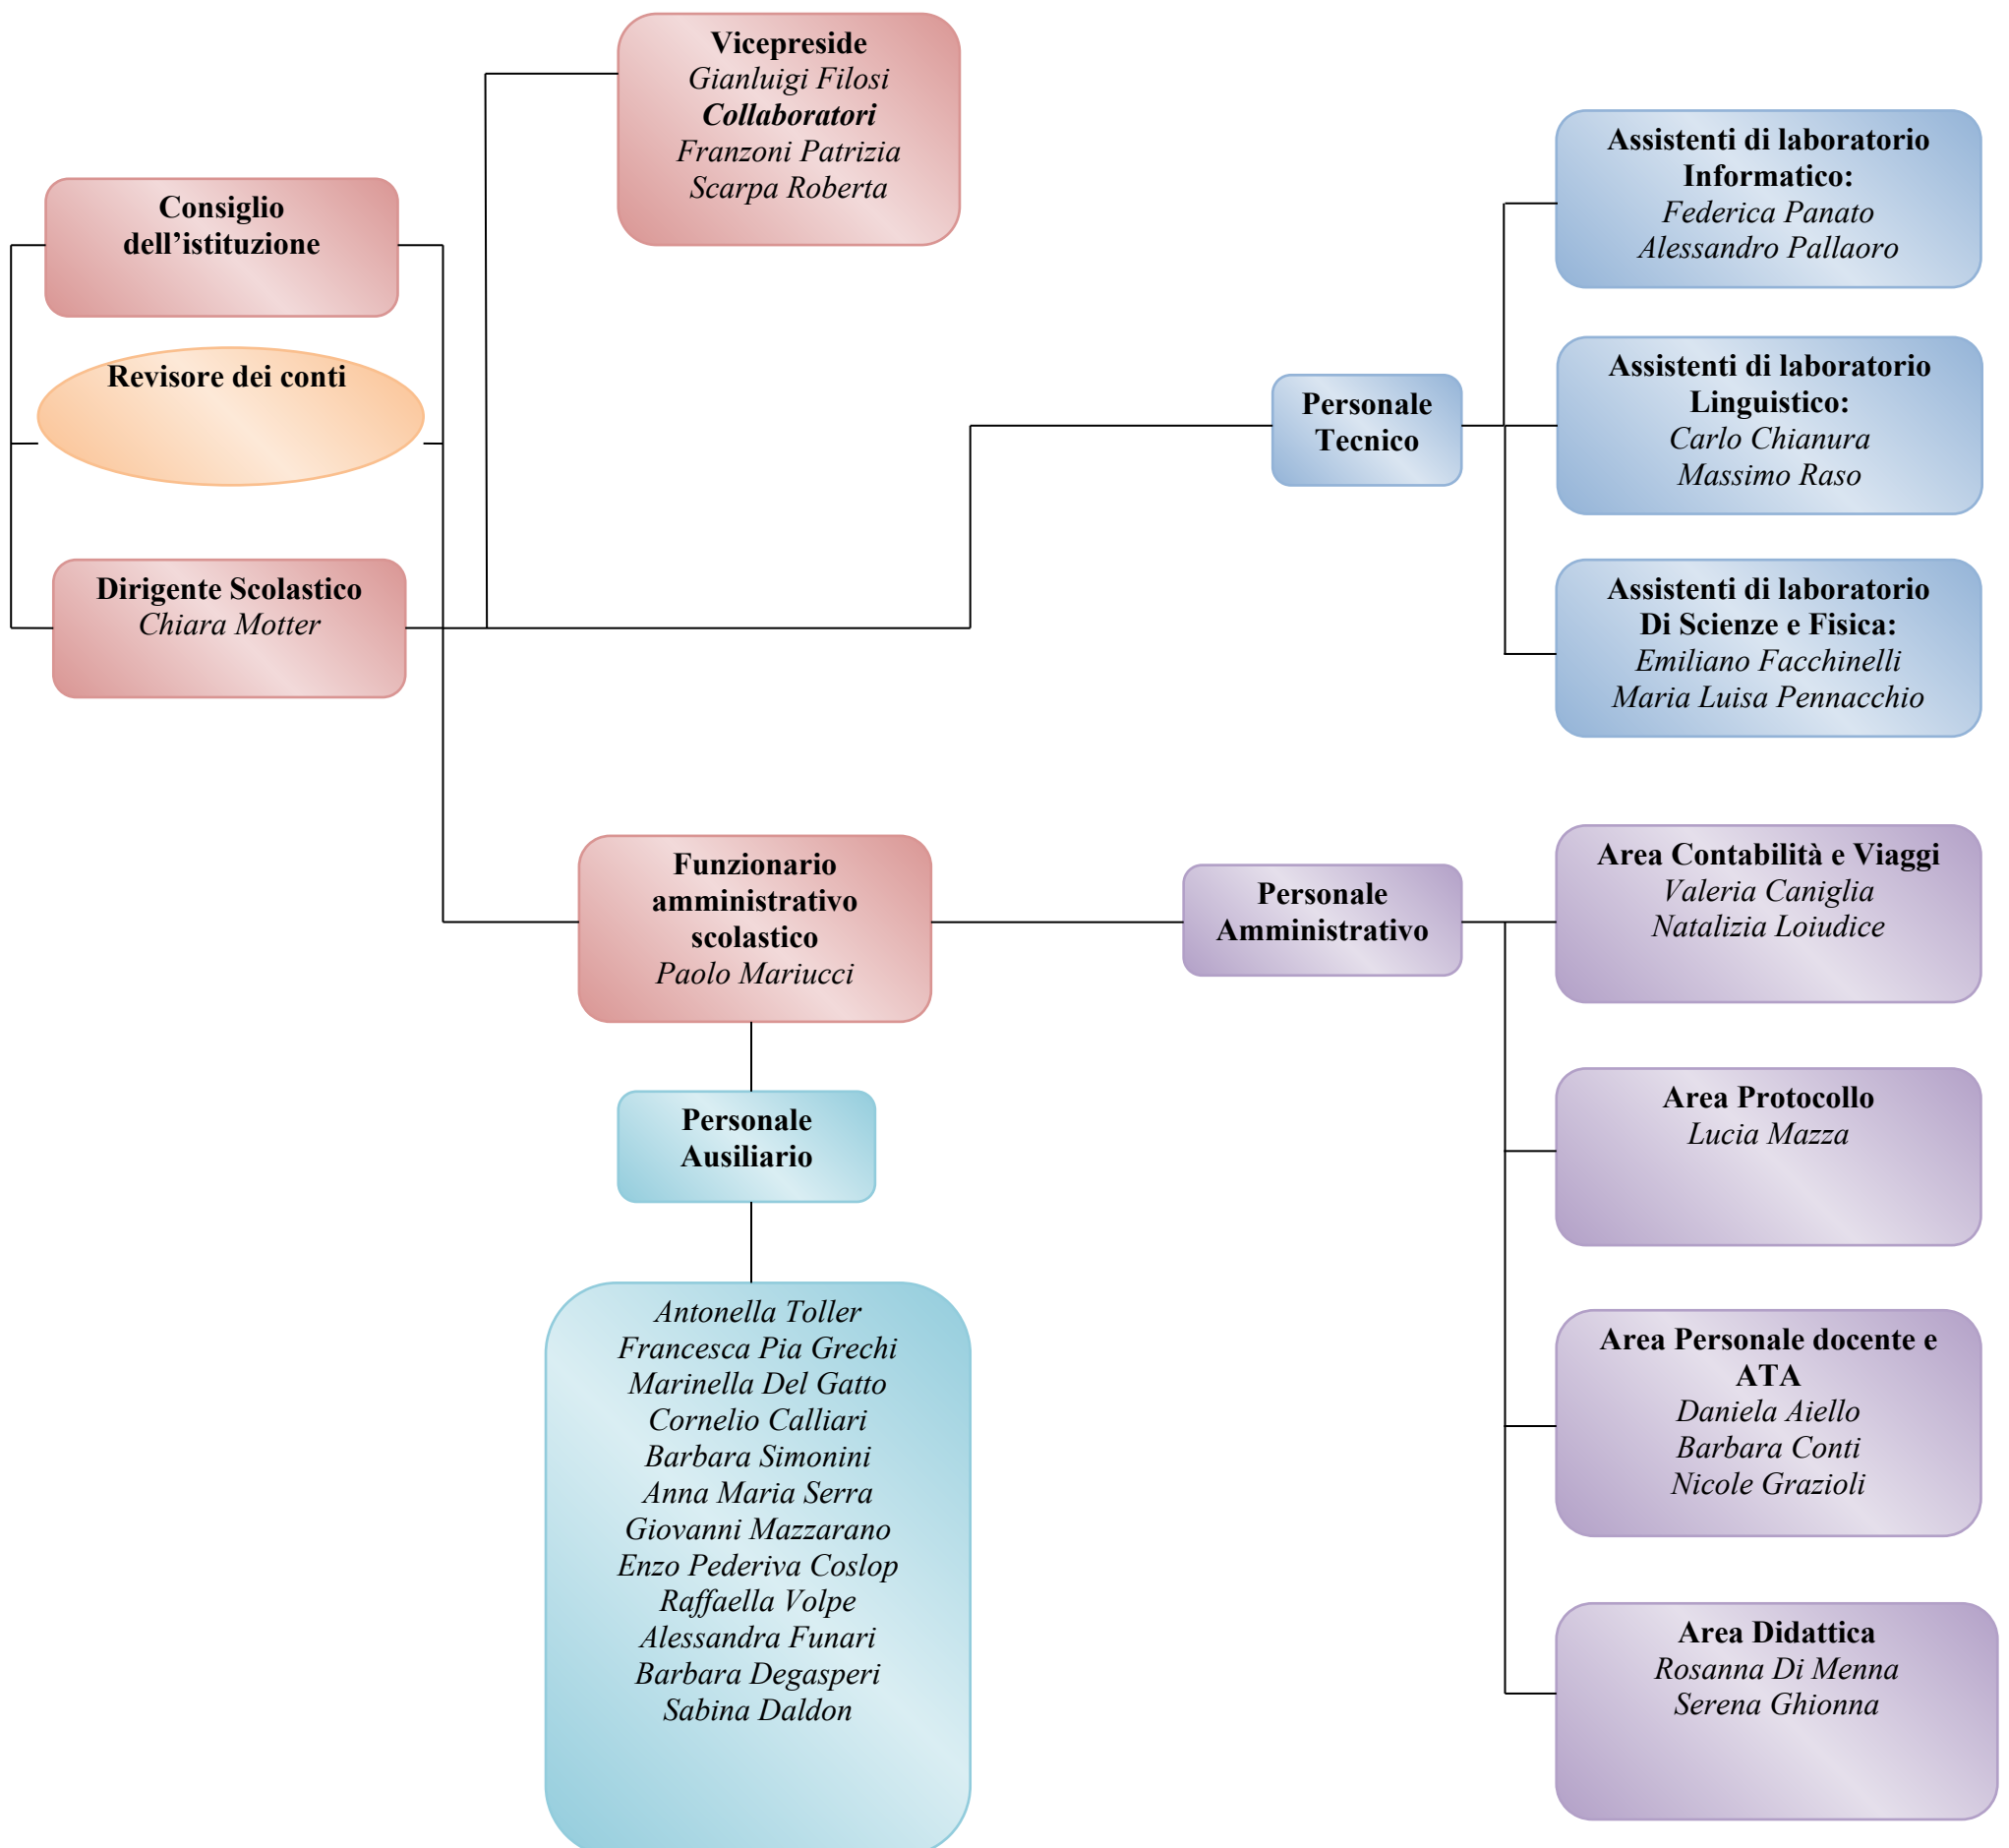 Vicepreside
Gianluigi Filosi
Collaboratori
Franzoni Patrizia
Scarpa Roberta
Consiglio
dell’istituzione
Revisore dei conti
Dirigente Scolastico
Chiara Motter
Personale
Tecnico
Assistenti di laboratorio
Informatico:
Federica Panato
Alessandro Pallaoro
Assistenti di laboratorio
Linguistico:
Carlo Chianura
Massimo Raso
Assistenti di laboratorio
Di Scienze e Fisica:
Emiliano Facchinelli
Maria Luisa Pennacchio
Funzionario
amministrativo
scolastico
Paolo Mariucci
Personale
Amministrativo
Area Contabilità e Viaggi
Valeria Caniglia
Natalizia Loiudice
Area Protocollo
Lucia Mazza
Area Personale docente e
ATA
Daniela Aiello
Barbara Conti
Nicole Grazioli
Area Didattica
Rosanna Di Menna
Serena Ghionna
Personale
Ausiliario
Antonella Toller
Francesca Pia Grechi
Marinella Del Gatto
Cornelio Calliari
Barbara Simonini
Anna Maria Serra
Giovanni Mazzarano
Enzo Pederiva Coslop
Raffaella Volpe
Alessandra Funari
Barbara Degasperi
Sabina Daldon